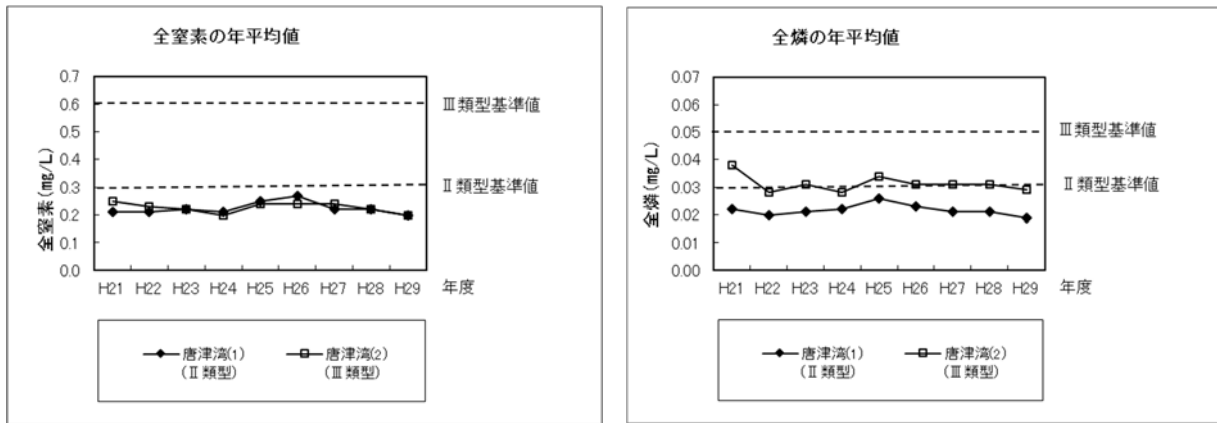 全窒素の年平均値
全窒素(㎎/L)
0.7
0.6
0.5
0.4
0.3
0.2
0.1
0.0
Ⅲ類型基準値
Ⅱ類型基準値
H21 H22 H23 H24 H25 H26 H27 H28 H29 年度
唐津湾(1) 唐津湾(2)
(Ⅱ類型) (Ⅲ類型)
全燐の年平均値
全燐(㎎/L)
0.07
0.06
0.05
0.04
0.03
0.02
0.01
0.00
Ⅲ類型基準値
Ⅱ類型基準値
H21 H22 H23 H24 H25 H26 H27 H28 H29 年度
唐津湾(1) 唐津湾(2)
(Ⅱ類型) (Ⅲ類型)